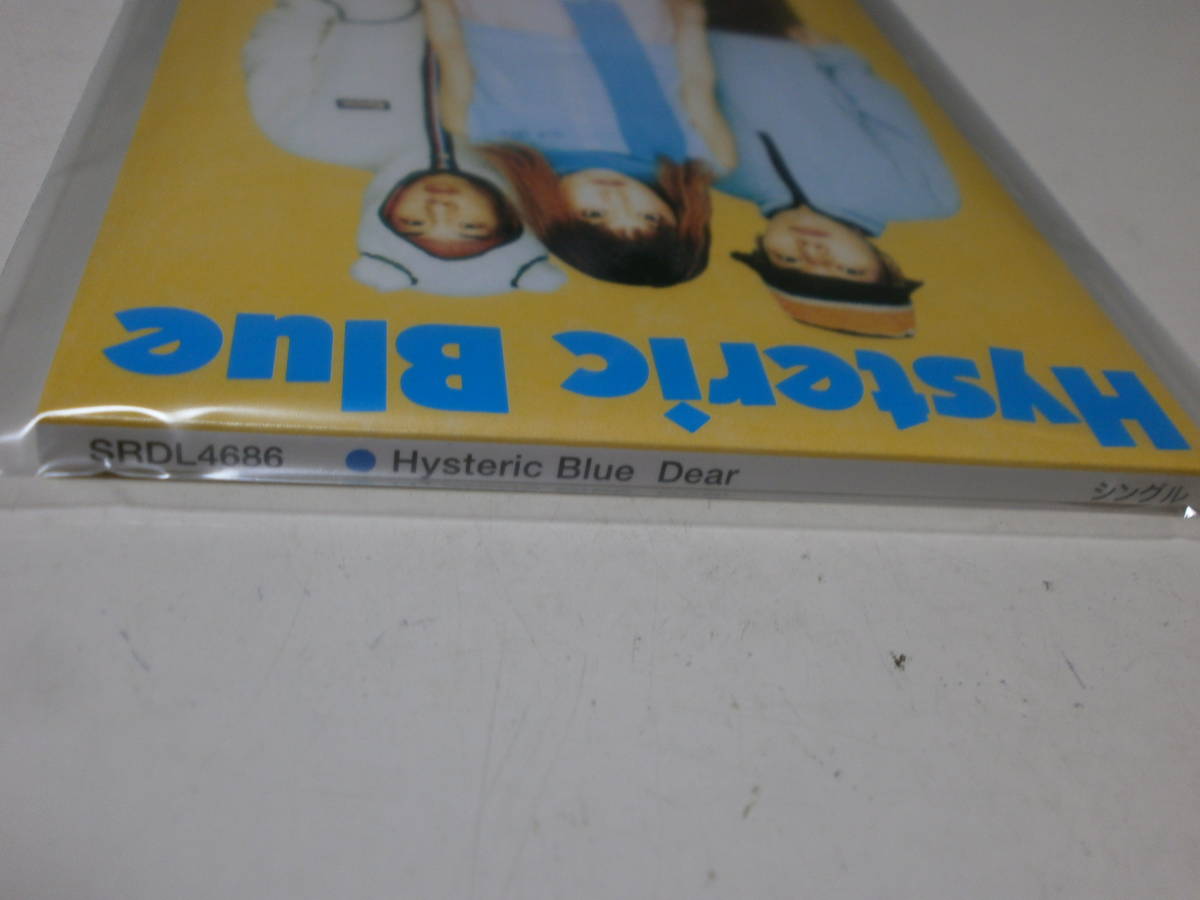 Hysteric Blue
SRDL4686 ● Hysteric Blue Dear シングル